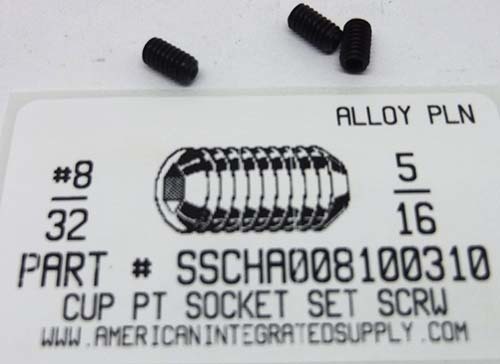 ALLOY PLN
#8
32
5
16
PART # SSCHA008100310
CUP PT SOCKET SET SCRW
WWW.AMERICANINTEGRATEDSUPPLY.COM